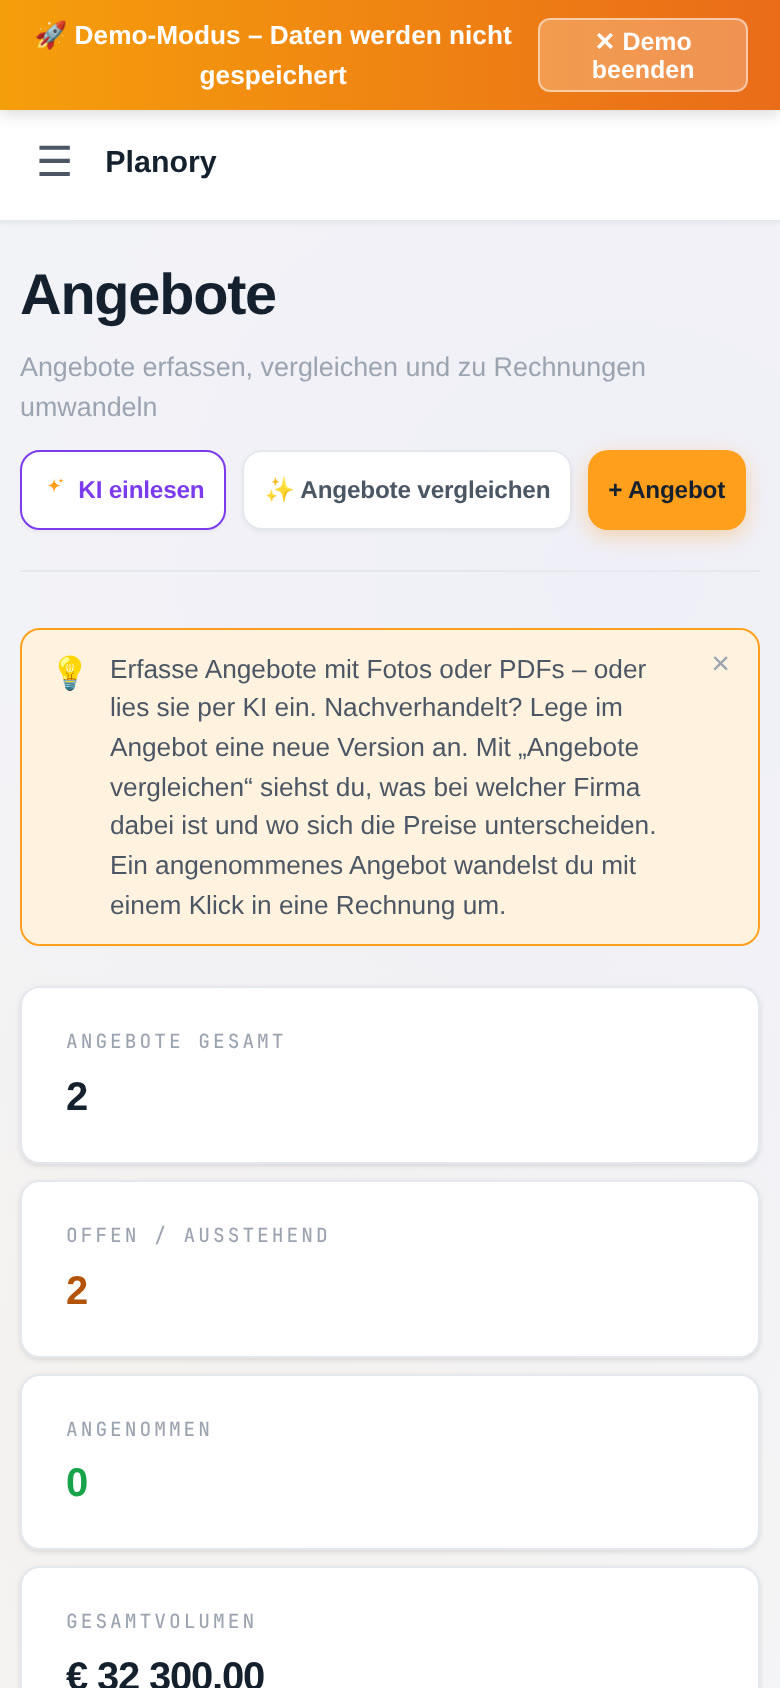 🚀 Demo-Modus – Daten werden nicht
gespeichert
✕ Demo
beenden
☰ Planory
Angebote
Angebote erfassen, vergleichen und zu Rechnungen
umwandeln
KI einlesen
✨ Angebote vergleichen
+ Angebot
💡 Erfasse Angebote mit Fotos oder PDFs – oder
lies sie per KI ein. Nachverhandelt? Lege im
Angebot eine neue Version an. Mit „Angebote
vergleichen“ siehst du, was bei welcher Firma
dabei ist und wo sich die Preise unterscheiden.
Ein angenommenes Angebot wandelst du mit
einem Klick in eine Rechnung um.
✕
ANGEBOTE GESAMT
2
OFFEN / AUSSTEHEND
2
ANGENOMMEN
0
GESAMTVOLUMEN
€ 32 300,00